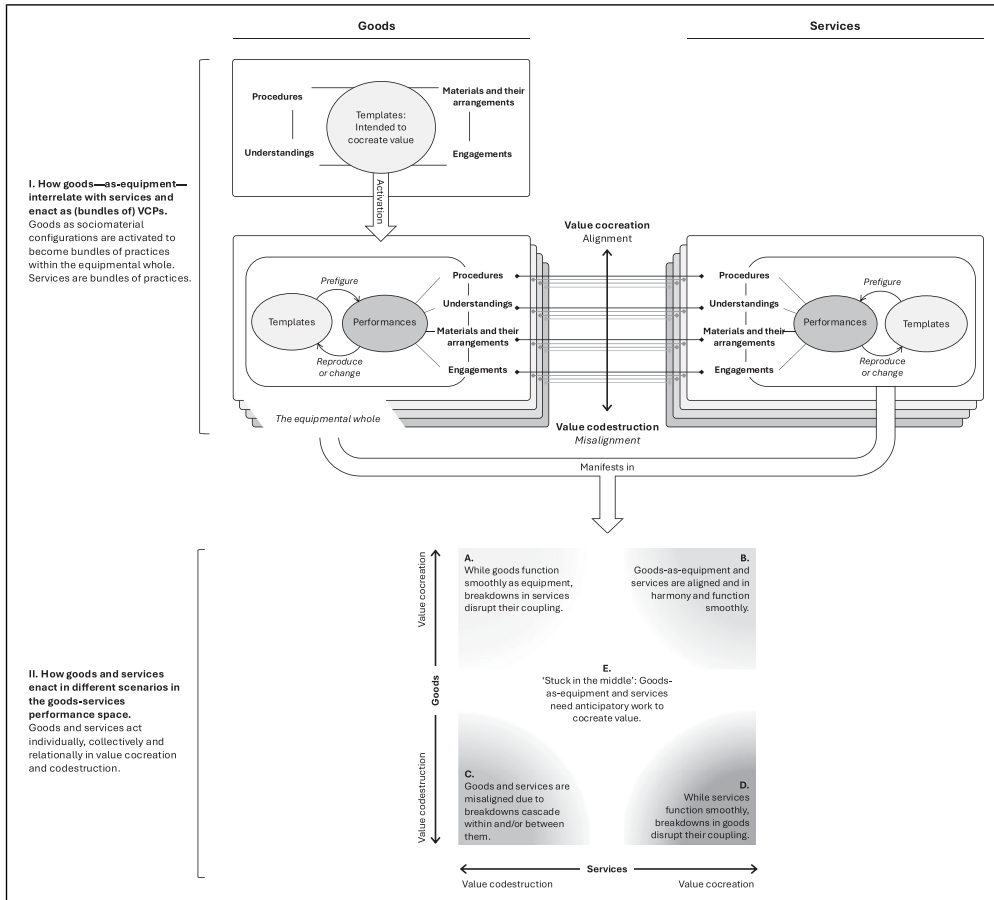 Goods
Services
Procedures
Understandings
Templates:
Intended to
cocreate value
Materials and their
arrangements
Engagements
Activation
I. How goods—as-equipment—
interrelate with services and
enact as (bundles of) VCPs.
Goods as sociomaterial
configurations are activated to
become bundles of practices
within the equipmental whole.
Services are bundles of practices.
Prefigure
Templates
Performances
Reproduce
or change
Procedures
Understandings
Materials and their
arrangements
Engagements
The equipmental whole
Value cocreation
Alignment
Value codestruction
Misalignment
Procedures
Understandings
Materials and their
arrangements
Engagements
Prefigure
Performances
Templates
Reproduce
or change
Manifests in
II. How goods and services
enact in different scenarios in
the goods-services
performance space.
Goods and services act
individually, collectively and
relationally in value cocreation
and codestruction.
Value cocreation
Goods
Value codestruction
A.
While goods function
smoothly as equipment,
breakdowns in services
disrupt their coupling.
B.
Goods-as-equipment and
services are aligned and in
harmony and function
smoothly.
E.
'Stuck in the middle': Goods-
as-equipment and services
need anticipatory work to
cocreate value.
C.
Goods and services are
misaligned due to
breakdowns cascade
within and/or between
them.
D.
While services
function smoothly,
breakdowns in goods
disrupt their coupling.
Services
Value codestruction
Value cocreation